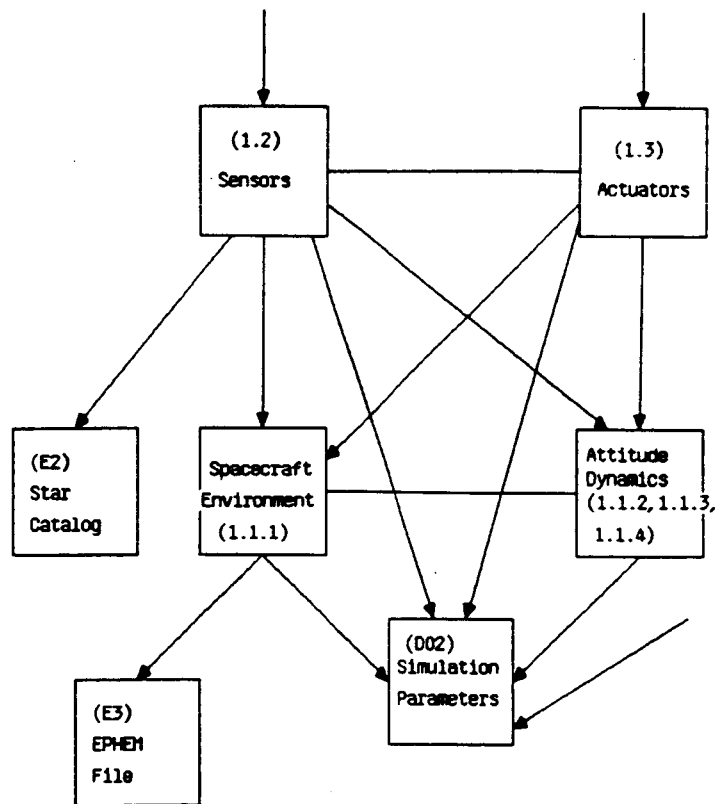 (1.2)
Sensors
(1.3)
Actuators
(E2)
Star
Catalog
Spacecraft
Environment
(1.1.1)
Attitude
Dynamics
(1.1.2, 1.1.3,
1.1.4)
(D02)
Simulation
Parameters
(E3)
EPHEM
File